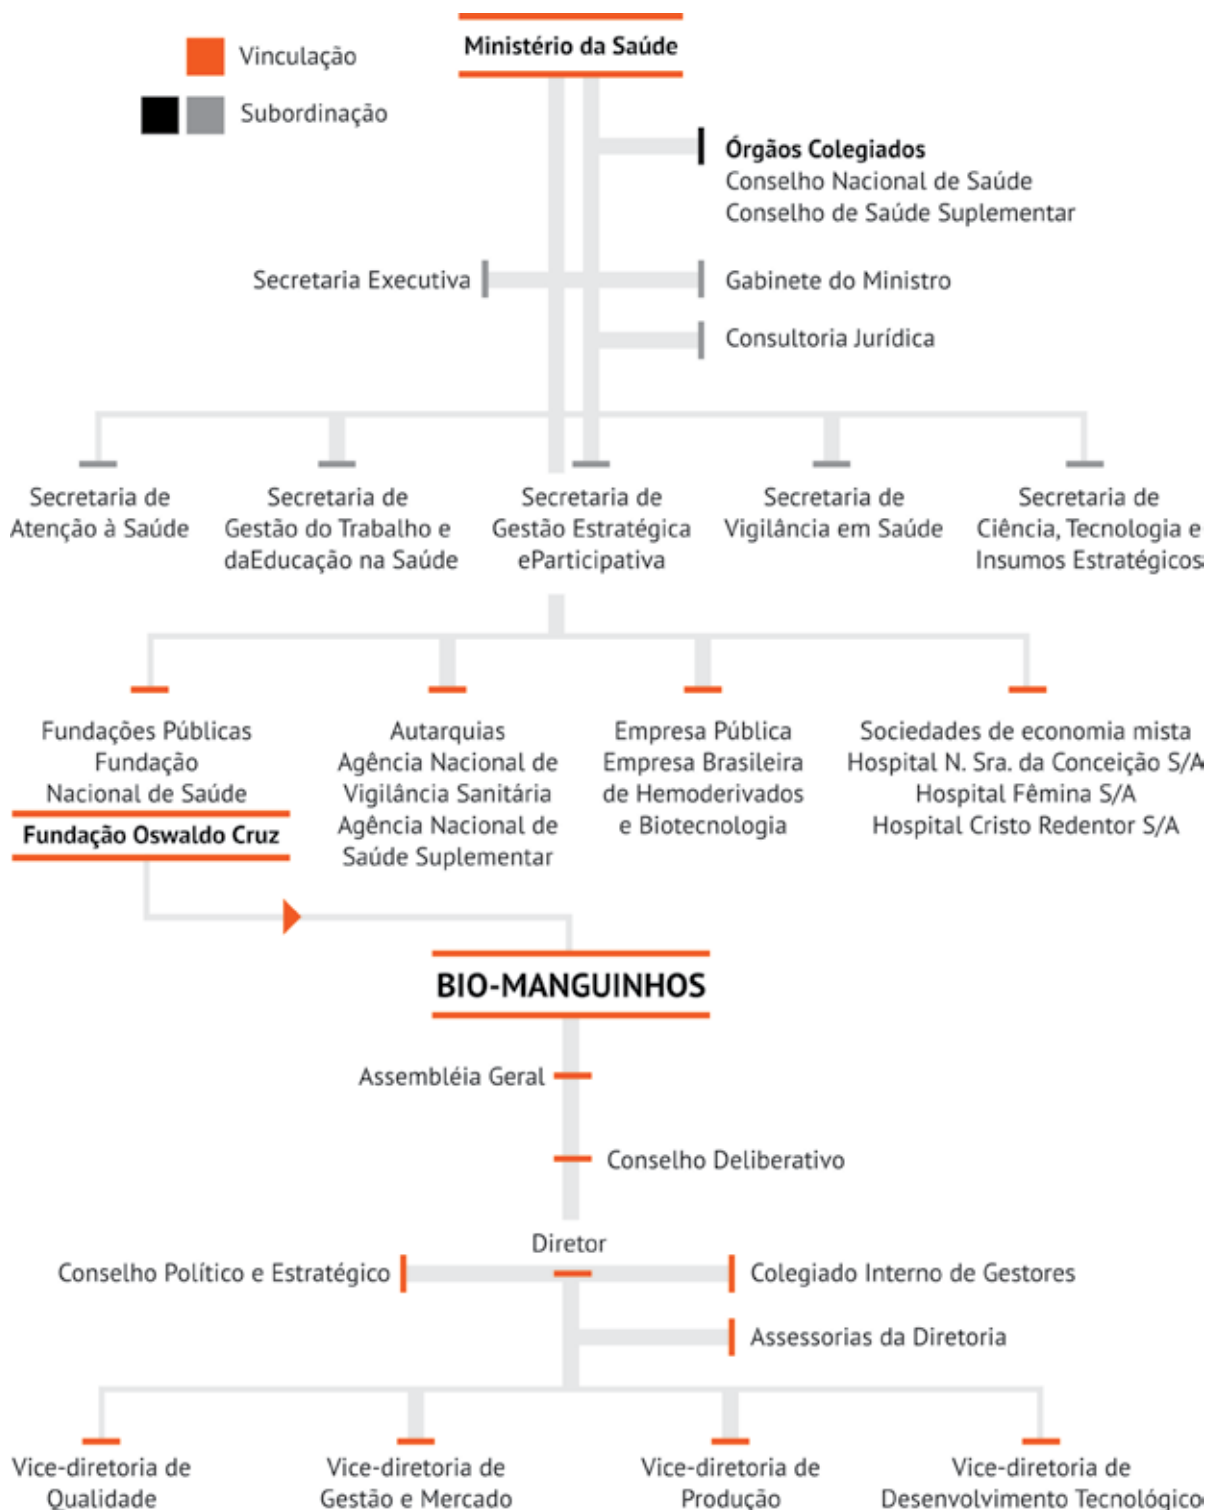 Ministério da Saúde
Vinculação
Subordinação
Órgãos Colegiados
Conselho Nacional de Saúde
Conselho de Saúde Suplementar
Secretaria Executiva
Gabinete do Ministro
Consultoria Jurídica
Secretaria de
Atenção à Saúde
Secretaria de
Gestão do Trabalho e
daEducação na Saúde
Secretaria de
Gestão Estratégica
eParticipativa
Secretaria de
Vigilância em Saúde
Secretaria de
Ciência, Tecnologia e
Insumos Estratégicos
Fundações Públicas
Fundação
Nacional de Saúde
Fundação Oswaldo Cruz
Autarquias
Agência Nacional de
Vigilância Sanitária
Agência Nacional de
Saúde Suplementar
Empresa Pública
Empresa Brasileira
de Hemoderivados
e Biotecnologia
Sociedades de economia mista
Hospital N. Sra. da Conceição S/A
Hospital Fêmina S/A
Hospital Cristo Redentor S/A
BIO-MANGUINHOS
Assembléia Geral
Conselho Deliberativo
Diretor
Conselho Político e Estratégico
Colegiado Interno de Gestores
Assessorias da Diretoria
Vice-diretoria de
Qualidade
Vice-diretoria de
Gestão e Mercado
Vice-diretoria de
Produção
Vice-diretoria de
Desenvolvimento Tecnológico